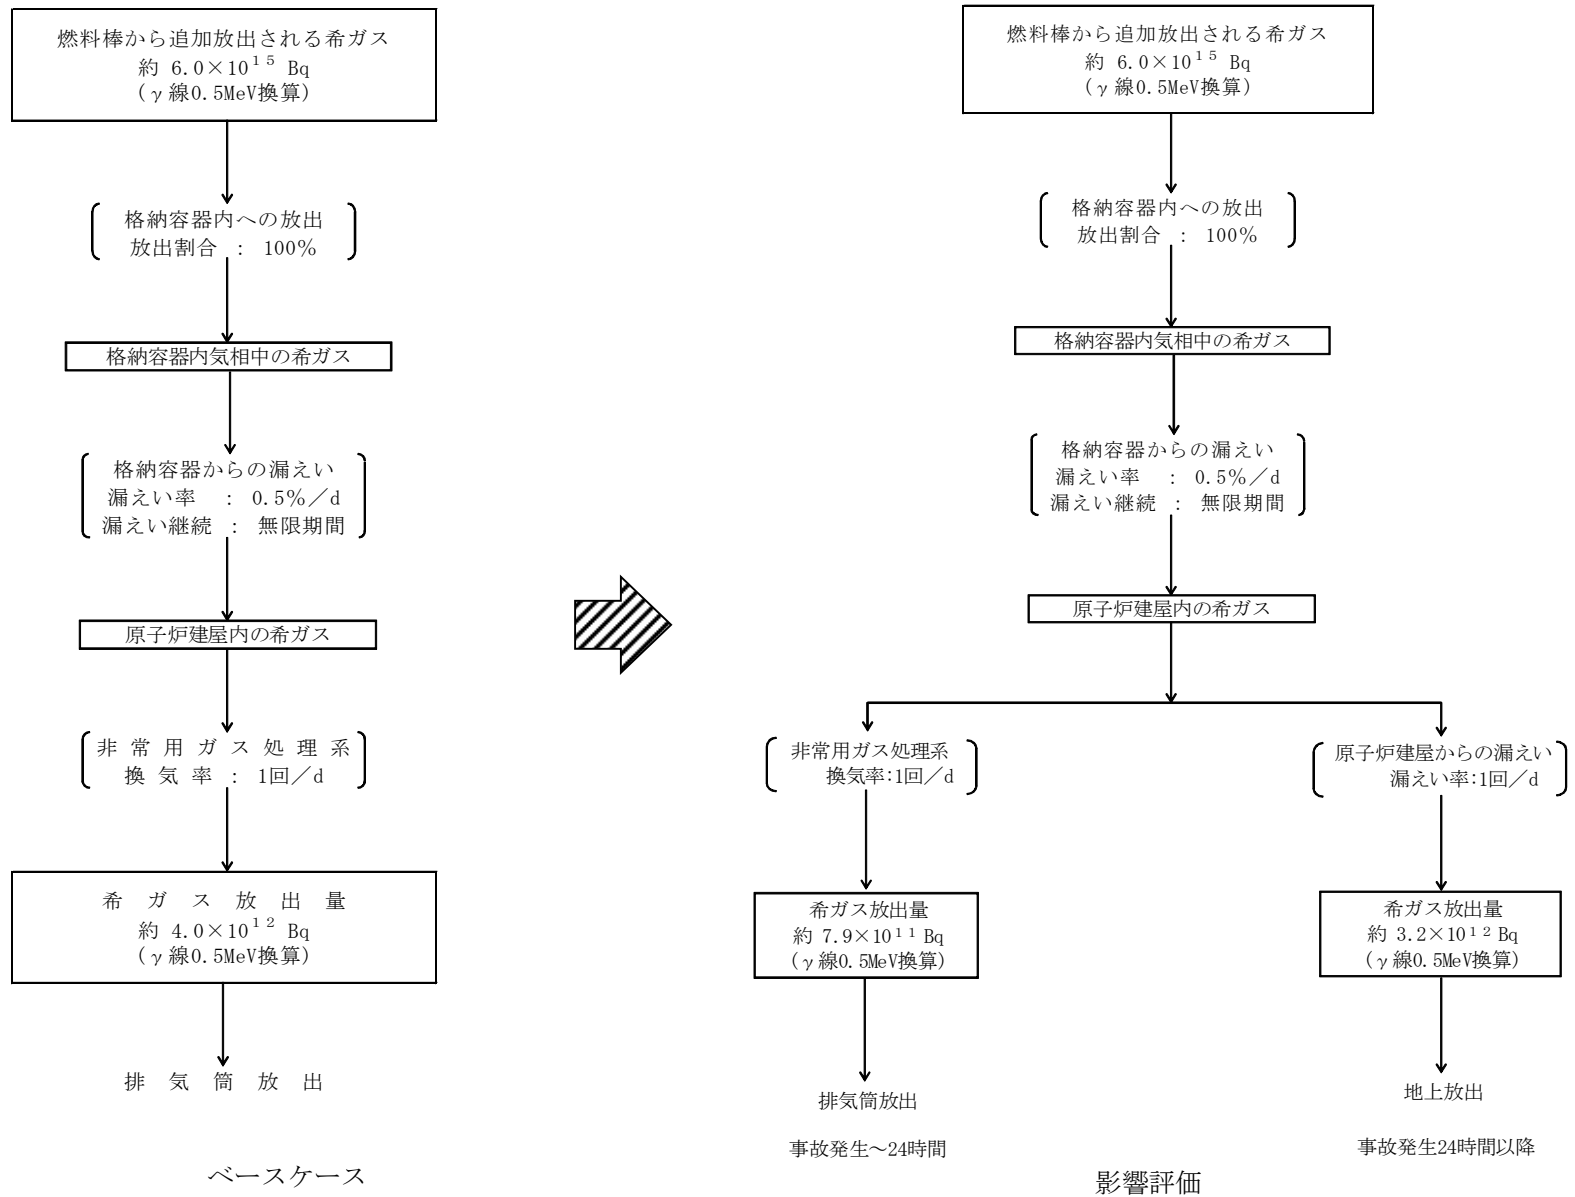 燃料棒から追加放出される希ガス
約 6.0×10¹⁵ Bq
(γ線0.5MeV換算)
格納容器内への放出
放出割合 : 100%
格納容器内気相中の希ガス
格納容器からの漏えい
漏えい率 : 0.5%/d
漏えい継続 : 無限期間
原子炉建屋内の希ガス
非常用ガス処理系
換気率 : 1回/d
希ガス放出量
約 4.0×10¹² Bq
(γ線0.5MeV換算)
排気筒放出
ベースケース
燃料棒から追加放出される希ガス
約 6.0×10¹⁵ Bq
(γ線0.5MeV換算)
格納容器内への放出
放出割合 : 100%
格納容器内気相中の希ガス
格納容器からの漏えい
漏えい率 : 0.5%/d
漏えい継続 : 無限期間
原子炉建屋内の希ガス
非常用ガス処理系
換気率:1回/d
希ガス放出量
約 7.9×10¹¹ Bq
(γ線0.5MeV換算)
排気筒放出
事故発生~24時間
原子炉建屋からの漏えい
漏えい率:1回/d
希ガス放出量
約 3.2×10¹² Bq
(γ線0.5MeV換算)
地上放出
事故発生24時間以降
影響評価